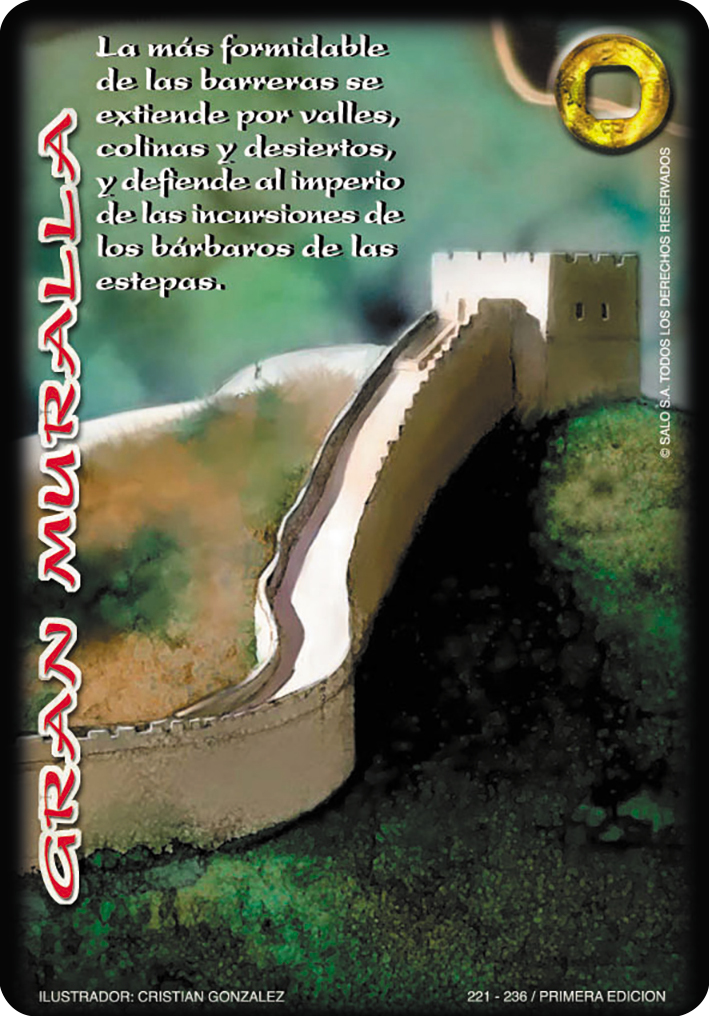 La más formidable
de las barreras se
extiende por valles,
colinas y desiertos,
y defiende al imperio
de las incursiones de
los bárbaros de las
estepas.
GRAN MURALLA
© SALO S.A. TODOS LOS DERECHOS RESERVADOS
ILUSTRADOR: CRISTIAN GONZALEZ
221 - 236 / PRIMERA EDICION